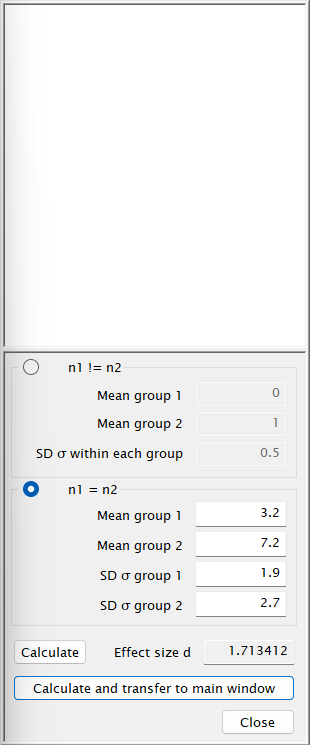 n1 != n2
Mean group 1 0
Mean group 2 1
SD σ within each group 0.5
n1 = n2
Mean group 1 3.2
Mean group 2 7.2
SD σ group 1 1.9
SD σ group 2 2.7
Calculate Effect size d 1.713412
Calculate and transfer to main window
Close